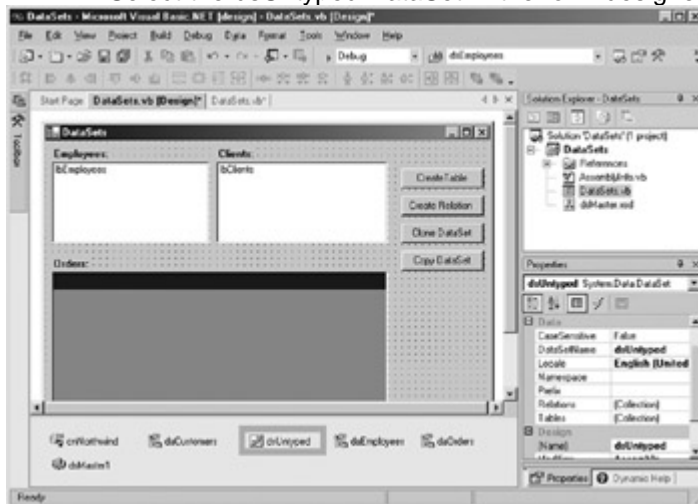 DataSets - Microsoft Visual Basic.NET [design] - DataSets.vb [Design]*
File Edit View Project Build Debug Data Format Tools Window Help
Debug
dsEmployees
Start Page DataSets.vb [Design]* DataSets.vb*
Toolbox
DataSets
Employees: Clients:
lbEmployees lbClients
Create Table
Create Relation
Clone DataSet
Copy DataSet
Orders:
cnNorthwind daCustomers dsUntyped daEmployees daOrders
dsMaster1
Solution Explorer - DataSets
Solution 'DataSets' (1 project)
DataSets
References
AssemblyInfo.vb
DataSets.vb
dsMaster.xsd
Properties
dsUntyped System.Data.DataSet
Data
CaseSensitive False
DataSetName dsUntyped
Locale English (United
Namespace
Prefix
Relations (Collection)
Tables (Collection)
Design
(Name) dsUntyped
Properties Dynamic Help
Ready